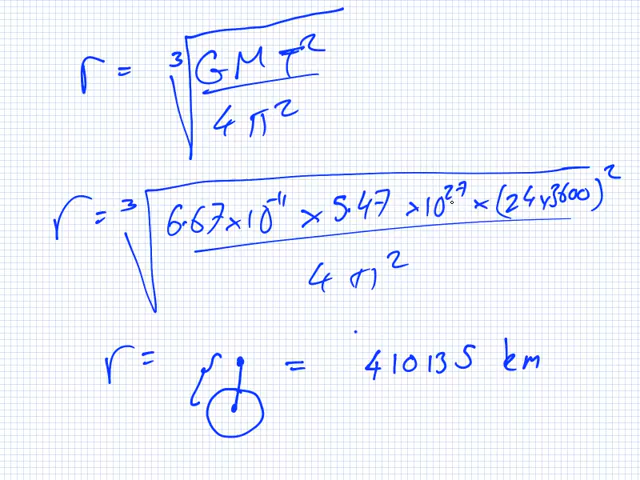 r = ∛(GMT² / 4π²)
r = ∛(6.67×10⁻¹¹ × 5.47 ×10²⁷ × (24×3600)² / 4π²)
r = = 410135 km